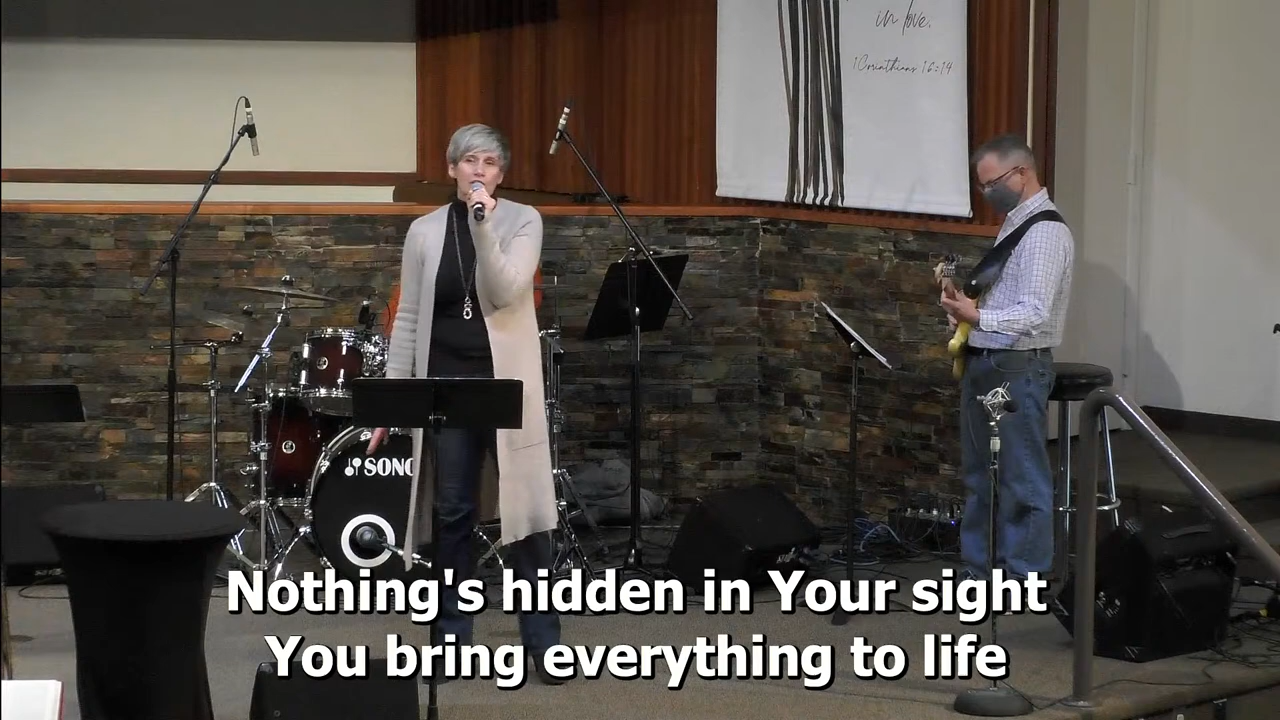 in love.
1 Corinthians 16:14
SONO
Nothing's hidden in Your sight
You bring everything to life